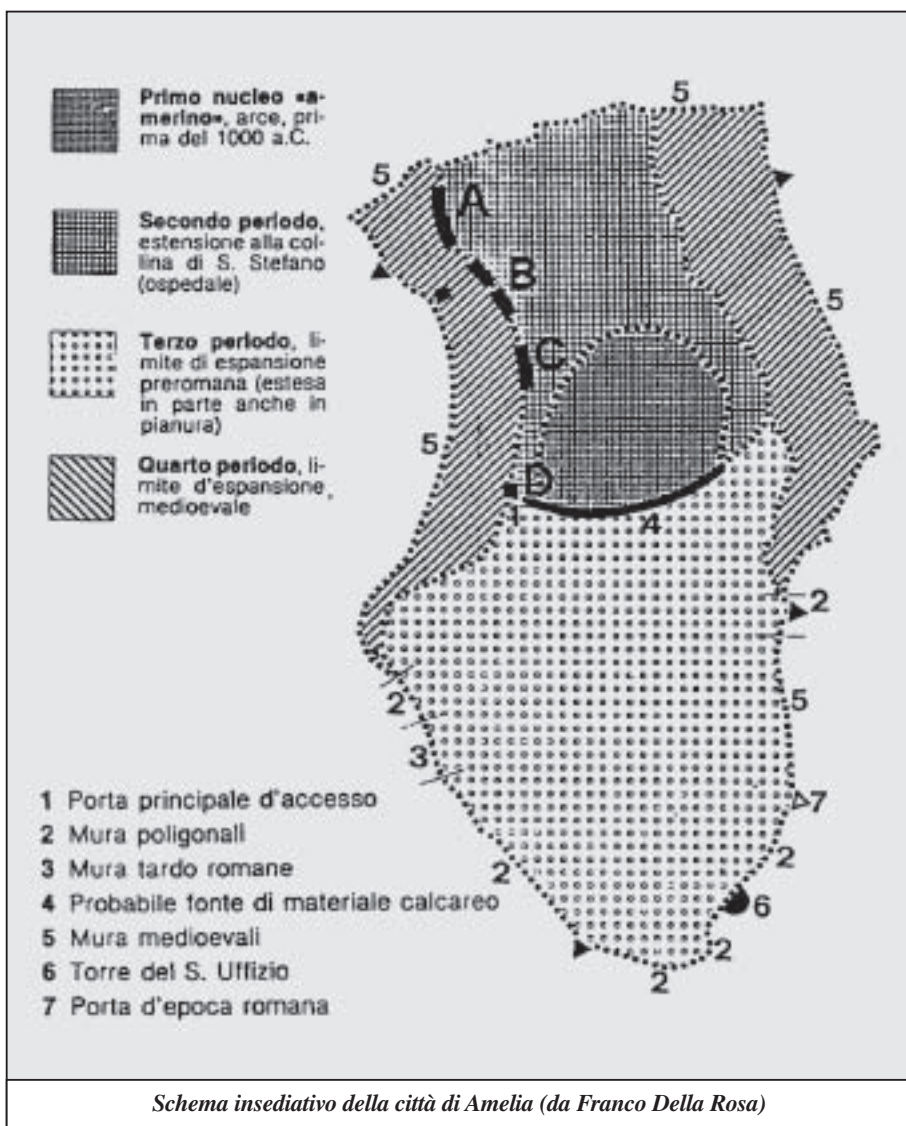 Primo nucleo «a-
merino», arce, pri-
ma del 1000 a.C.
Secondo periodo,
estensione alla col-
lina di S. Stefano
(ospedale)
Terzo periodo, li-
mite di espansione
preromana (estesa
in parte anche in
pianura)
Quarto periodo, li-
mite d'espansione
medioevale
5
5
A
B
5
C
5
D
1
4
2
2
5
3
7
2
2
6
2
2
1 Porta principale d'accesso
2 Mura poligonali
3 Mura tardo romane
4 Probabile fonte di materiale calcareo
5 Mura medioevali
6 Torre del S. Uffizio
7 Porta d'epoca romana
Schema insediativo della città di Amelia (da Franco Della Rosa)